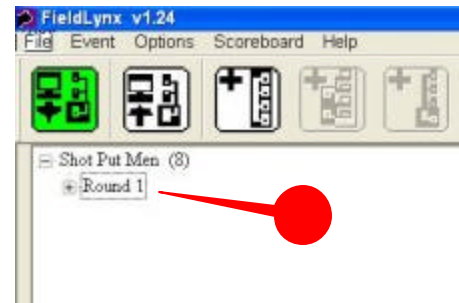 FieldLynx v1.24
File Event Options Scoreboard Help
Shot Put Men (8)
Round 1